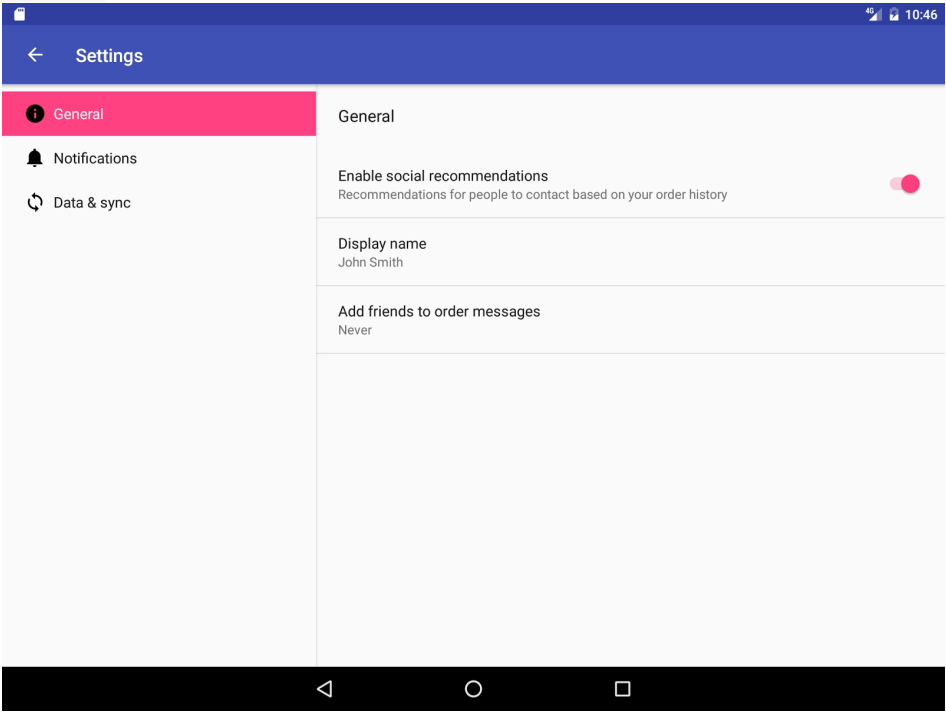 4G 10:46
Settings
General
Notifications
Data & sync
General
Enable social recommendations
Recommendations for people to contact based on your order history
Display name
John Smith
Add friends to order messages
Never